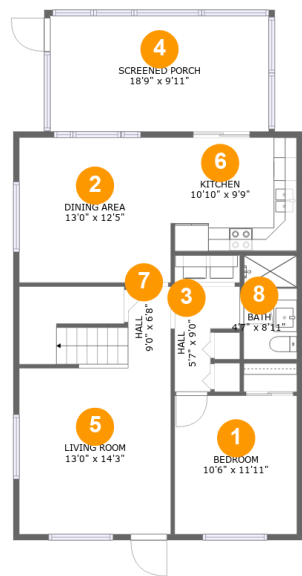 4
SCREENED PORCH
18'9" x 9'11"
6
KITCHEN
10'10" x 9'9"
2
DINING AREA
13'0" x 12'5"
7
HALL
9'0" x 6'8"
3
HALL
5'7" x 9'0"
8
BATH
4'7" x 8'11"
5
LIVING ROOM
13'0" x 14'3"
1
BEDROOM
10'6" x 11'11"